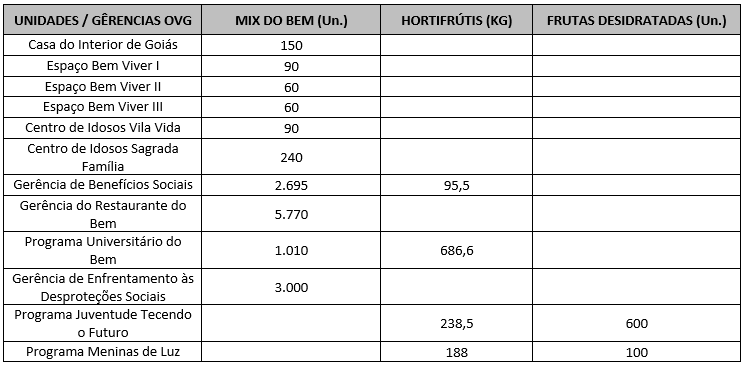 UNIDADES / GÊRENCIAS OVG MIX DO BEM (Un.) HORTIFRÚTIS (KG) FRUTAS DESIDRATADAS (Un.)
Casa do Interior de Goiás 150
Espaço Bem Viver I 90
Espaço Bem Viver II 60
Espaço Bem Viver III 60
Centro de Idosos Vila Vida 90
Centro de Idosos Sagrada
Família 240
Gerência de Benefícios Sociais 2.695 95,5
Gerência do Restaurante do
Bem 5.770
Programa Universitário do
Bem 1.010 686,6
Gerência de Enfrentamento às
Desproteções Sociais 3.000
Programa Juventude Tecendo
o Futuro 238,5 600
Programa Meninas de Luz 188 100